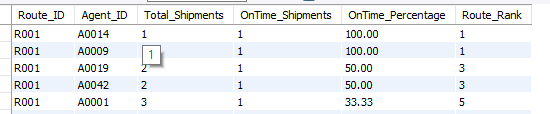 Route_ID Agent_ID Total_Shipments OnTime_Shipments OnTime_Percentage Route_Rank
R001 A0014 1 1 100.00 1
R001 A0009 1 1 100.00 1
R001 A0019 2 1 50.00 3
R001 A0042 2 1 50.00 3
R001 A0001 3 1 33.33 5